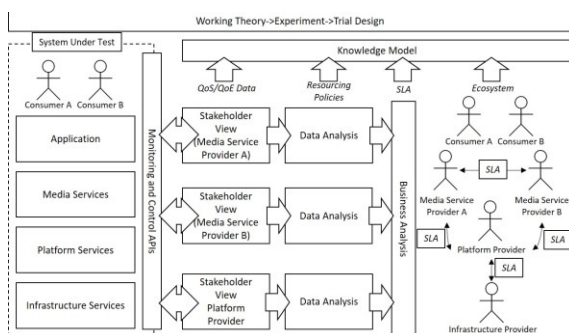 Working Theory->Experiment->Trial Design
System Under Test
Knowledge Model
Consumer A
Consumer B
Application
Media Services
Platform Services
Infrastructure Services
Monitoring and Control APIs
QoS/QoE Data
Resourcing
Policies
SLA
Ecosystem
Stakeholder
View
(Media Service
Provider A)
Data Analysis
Stakeholder
View
(Media Service
Provider B)
Data Analysis
Stakeholder
View
Platform
Provider
Data Analysis
Business Analysis
Consumer A
Consumer B
SLA
Media Service
Provider A
Media Service
Provider B
SLA
Platform Provider
SLA
SLA
Infrastructure Provider